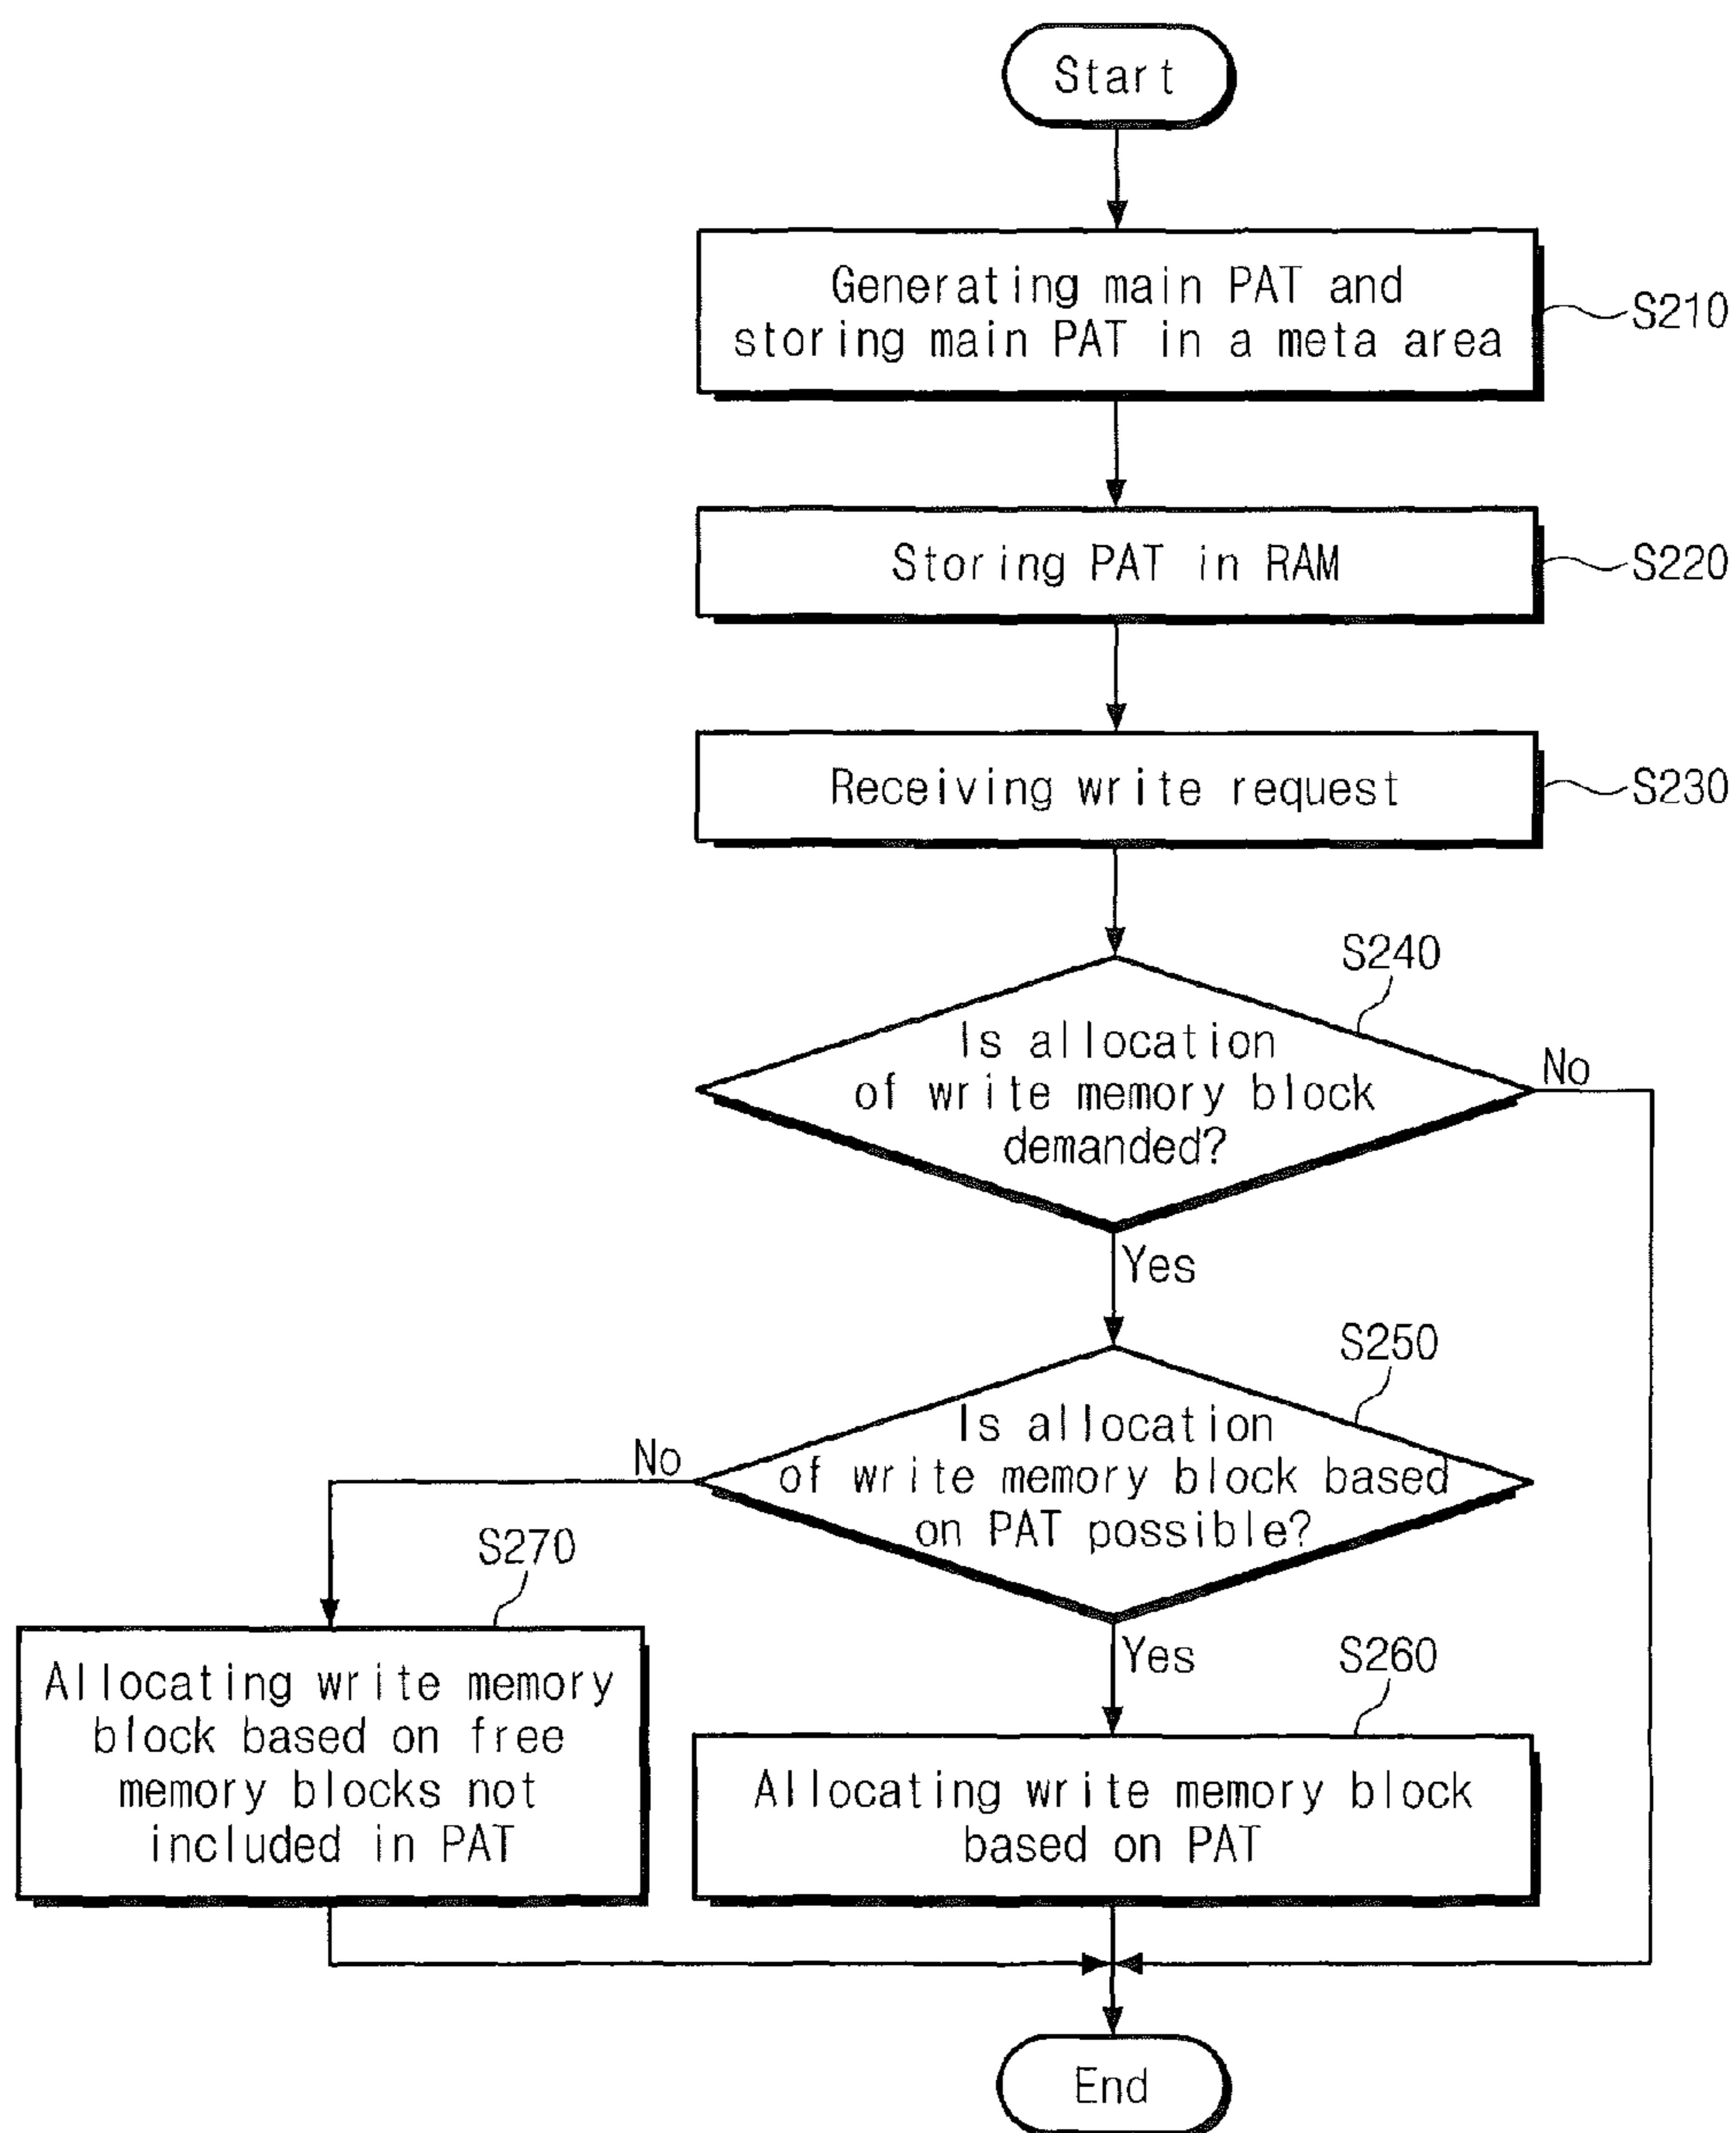 Start
Generating main PAT and
storing main PAT in a meta area
S210
Storing PAT in RAM
S220
Receiving write request
S230
S240
Is allocation
of write memory block
demanded?
No
Yes
S250
Is allocation
of write memory block based
on PAT possible?
No
S270
Allocating write memory
block based on free
memory blocks not
included in PAT
Yes
S260
Allocating write memory block
based on PAT
End